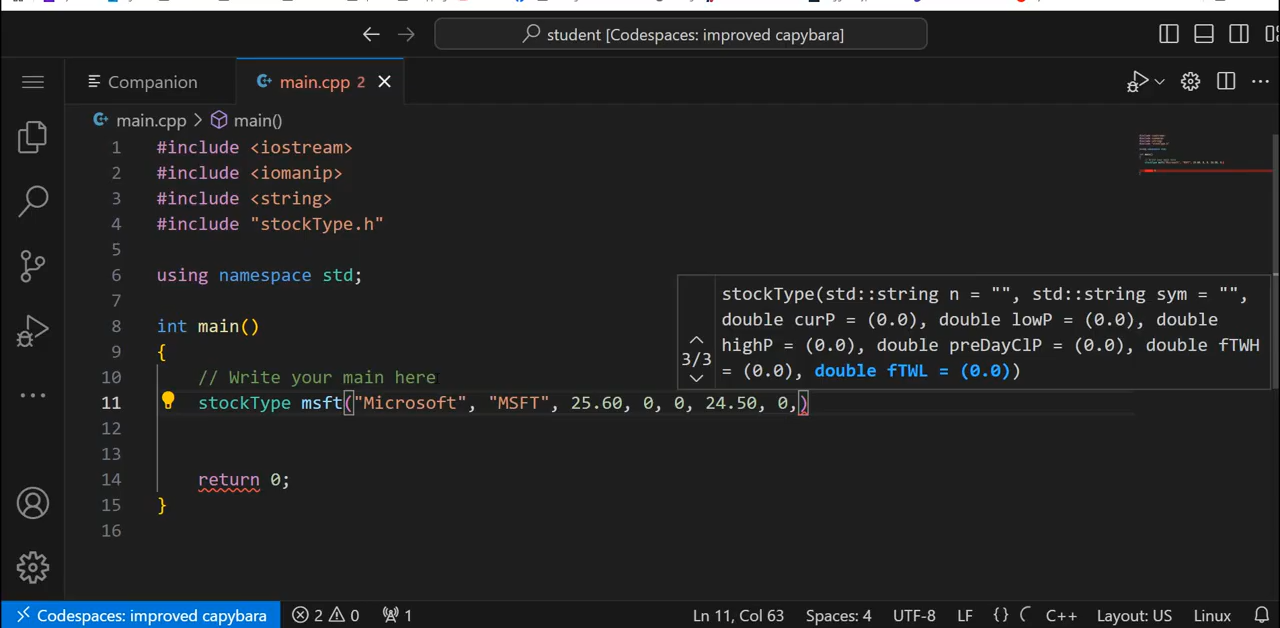 student [Codespaces: improved capybara]
Companion
main.cpp 2
main.cpp > main()
1 #include <iostream>
2 #include <iomanip>
3 #include <string>
4 #include "stockType.h"
5
6 using namespace std;
7
8 int main()
9 {
10 // Write your main here
11 stockType msft("Microsoft", "MSFT", 25.60, 0, 0, 24.50, 0,)
12
13
14 return 0;
15 }
16
stockType(std::string n = "", std::string sym = "",
double curP = (0.0), double lowP = (0.0), double
highP = (0.0), double preDayClP = (0.0), double fTWH
= (0.0), double fTWL = (0.0))
3/3
Codespaces: improved capybara 2 0 1 Ln 11, Col 63 Spaces: 4 UTF-8 LF {} C++ Layout: US Linux